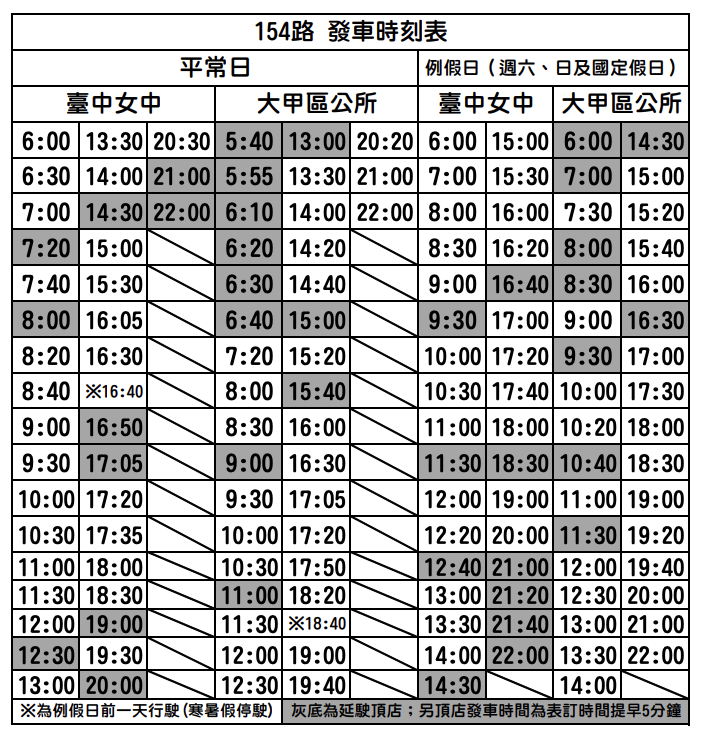 154路 發車時刻表
平常日 例假日（週六、日及國定假日）
臺中女中 大甲區公所 臺中女中 大甲區公所
6:00 13:30 20:30 5:40 13:00 20:20 6:00 15:00 6:00 14:30
6:30 14:00 21:00 5:55 13:30 21:00 7:00 15:30 7:00 15:00
7:00 14:30 22:00 6:10 14:00 22:00 8:00 16:00 7:30 15:20
7:20 15:00 6:20 14:20 8:30 16:20 8:00 15:40
7:40 15:30 6:30 14:40 9:00 16:40 8:30 16:00
8:00 16:05 6:40 15:00 9:30 17:00 9:00 16:30
8:20 16:30 7:20 15:20 10:00 17:20 9:30 17:00
8:40 ※16:40 8:00 15:40 10:30 17:40 10:00 17:30
9:00 16:50 8:30 16:00 11:00 18:00 10:20 18:00
9:30 17:05 9:00 16:30 11:30 18:30 10:40 18:30
10:00 17:20 9:30 17:05 12:00 19:00 11:00 19:00
10:30 17:35 10:00 17:20 12:20 20:00 11:30 19:20
11:00 18:00 10:30 17:50 12:40 21:00 12:00 19:40
11:30 18:30 11:00 18:20 13:00 21:20 12:30 20:00
12:00 19:00 11:30 ※18:40 13:30 21:40 13:00 21:00
12:30 19:30 12:00 19:00 14:00 22:00 13:30 22:00
13:00 20:00 12:30 19:40 14:30 14:00
※為例假日前一天行駛(寒暑假停駛) 灰底為延駛頂店；另頂店發車時間為表訂時間提早5分鐘